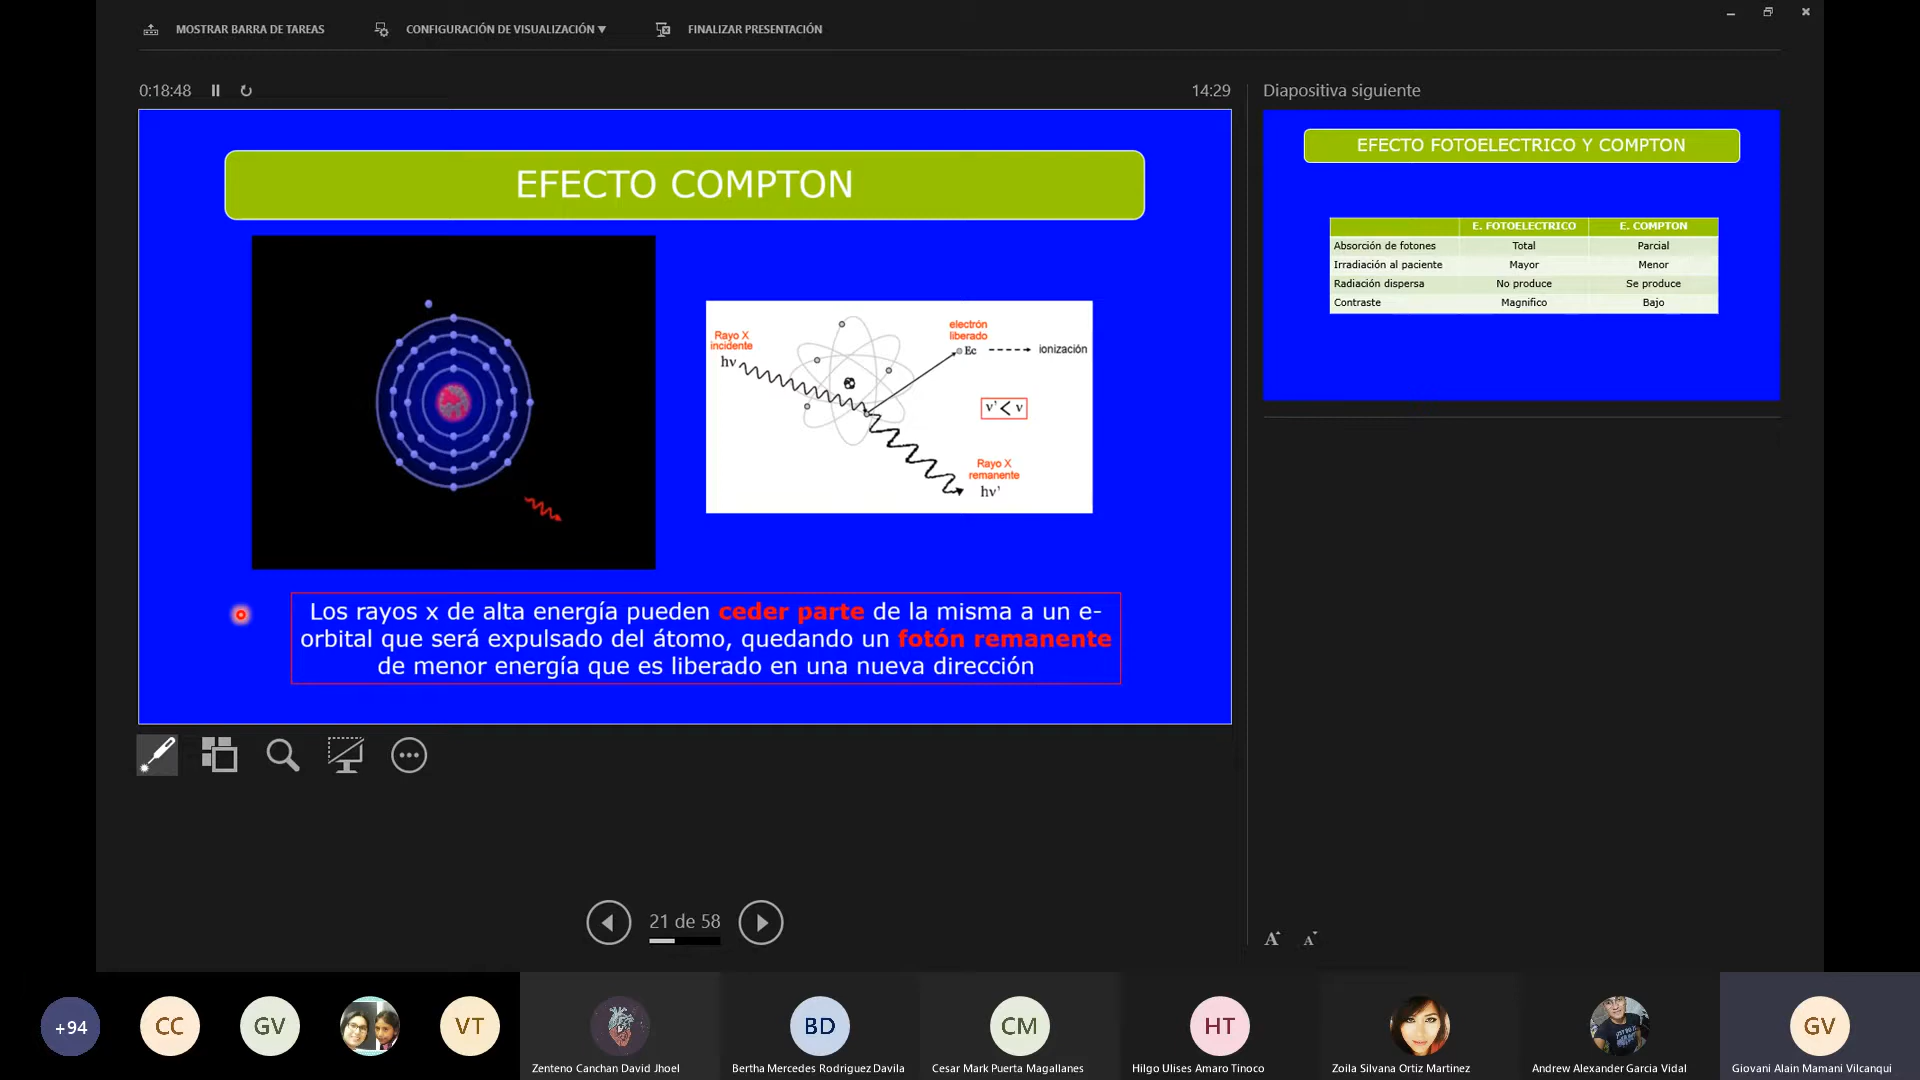 MOSTRAR BARRA DE TAREAS
CONFIGURACIÓN DE VISUALIZACIÓN ▼
FINALIZAR PRESENTACIÓN
0:18:48
14:29
Diapositiva siguiente
EFECTO COMPTON
Rayo X
incidente
hν
electrón
liberado
Ec
ionización
ν' < ν
Rayo X
remanente
hν'
Los rayos x de alta energía pueden ceder parte de la misma a un e-
orbital que será expulsado del átomo, quedando un fotón remanente
de menor energía que es liberado en una nueva dirección
EFECTO FOTOELECTRICO Y COMPTON
E. FOTOELECTRICO E. COMPTON
Absorción de fotones Total Parcial
Irradiación al paciente Mayor Menor
Radiación dispersa No produce Se produce
Contraste Magnifico Bajo
21 de 58
A A
+94
CC
GV
VT
BD
CM
HT
GV
Zenteno Canchan David Jhoel
Bertha Mercedes Rodriguez Davila
Cesar Mark Puerta Magallanes
Hilgo Ulises Amaro Tinoco
Zoila Silvana Ortiz Martinez
Andrew Alexander Garcia Vidal
Giovani Alain Mamani Vilcanqui